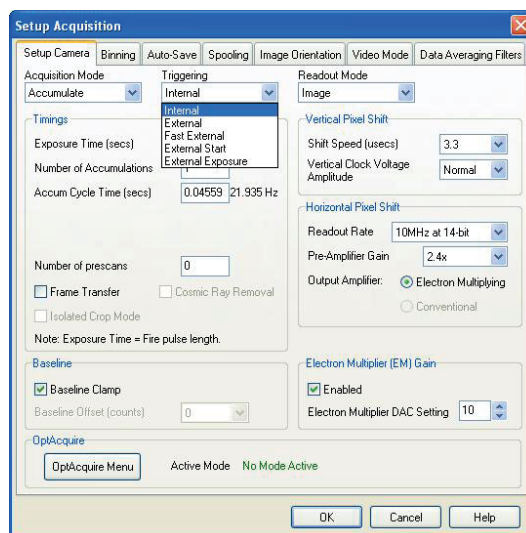 Setup Acquisition
Setup Camera Binning Auto-Save Spooling Image Orientation Video Mode Data Averaging Filters
Acquisition Mode Triggering Readout Mode
Accumulate Internal Image
Internal
External
Fast External
External Start
External Exposure
Timings Vertical Pixel Shift
Exposure Time (secs) Shift Speed (usecs) 3.3
Number of Accumulations Vertical Clock Voltage Amplitude Normal
Accum Cycle Time (secs) 0.04559 21.935 Hz
Horizontal Pixel Shift
Readout Rate 10MHz at 14-bit
Pre-Amplifier Gain 2.4x
Number of prescans 0 Output Amplifier: Electron Multiplying
Frame Transfer Cosmic Ray Removal Conventional
Isolated Crop Mode
Note: Exposure Time = Fire pulse length.
Baseline Electron Multiplier (EM) Gain
Baseline Clamp Enabled
Baseline Offset (counts) 0 Electron Multiplier DAC Setting 10
OptAcquire
OptAcquire Menu Active Mode No Mode Active
OK Cancel Help